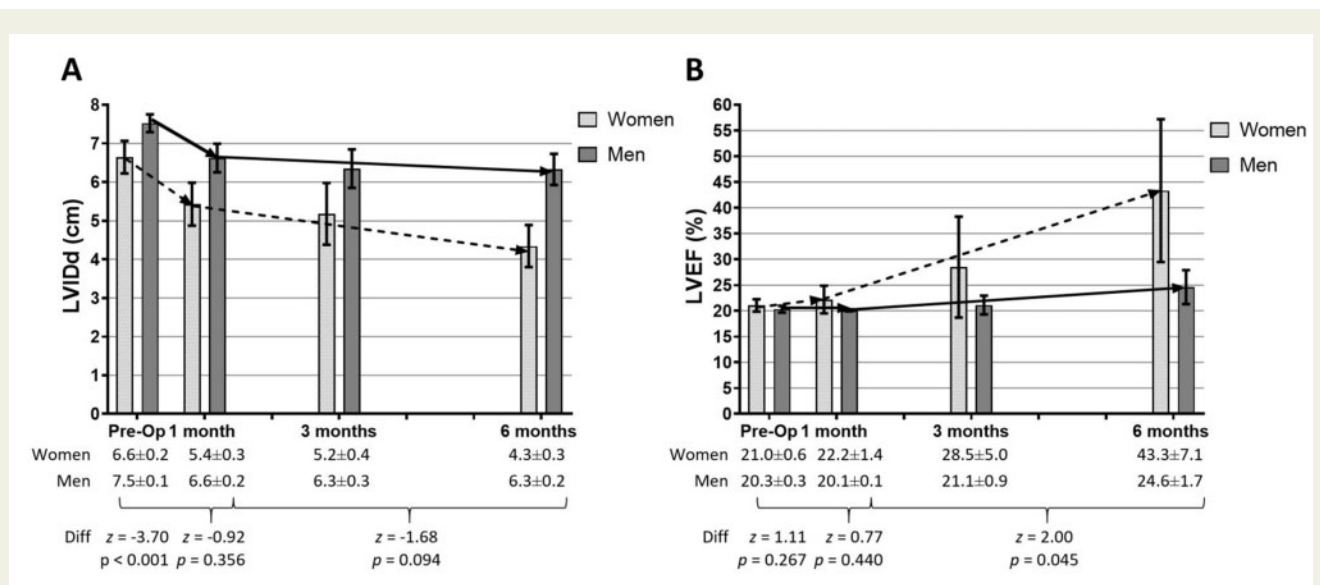 A
LVIDd (cm)
8
7
6
5
4
3
2
1
0
Women
Men
Pre-Op 1 month 3 months 6 months
Women 6.6±0.2 5.4±0.3 5.2±0.4 4.3±0.3
Men 7.5±0.1 6.6±0.2 6.3±0.3 6.3±0.2
Diff z = -3.70 z = -0.92 z = -1.68
p < 0.001 p = 0.356 p = 0.094
B
LVEF (%)
60
55
50
45
40
35
30
25
20
15
10
5
0
Women
Men
Pre-Op 1 month 3 months 6 months
Women 21.0±0.6 22.2±1.4 28.5±5.0 43.3±7.1
Men 20.3±0.3 20.1±0.1 21.1±0.9 24.6±1.7
Diff z = 1.11 z = 0.77 z = 2.00
p = 0.267 p = 0.440 p = 0.045